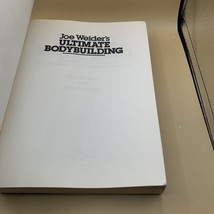 Joe Weider's
ULTIMATE
BODYBUILDING